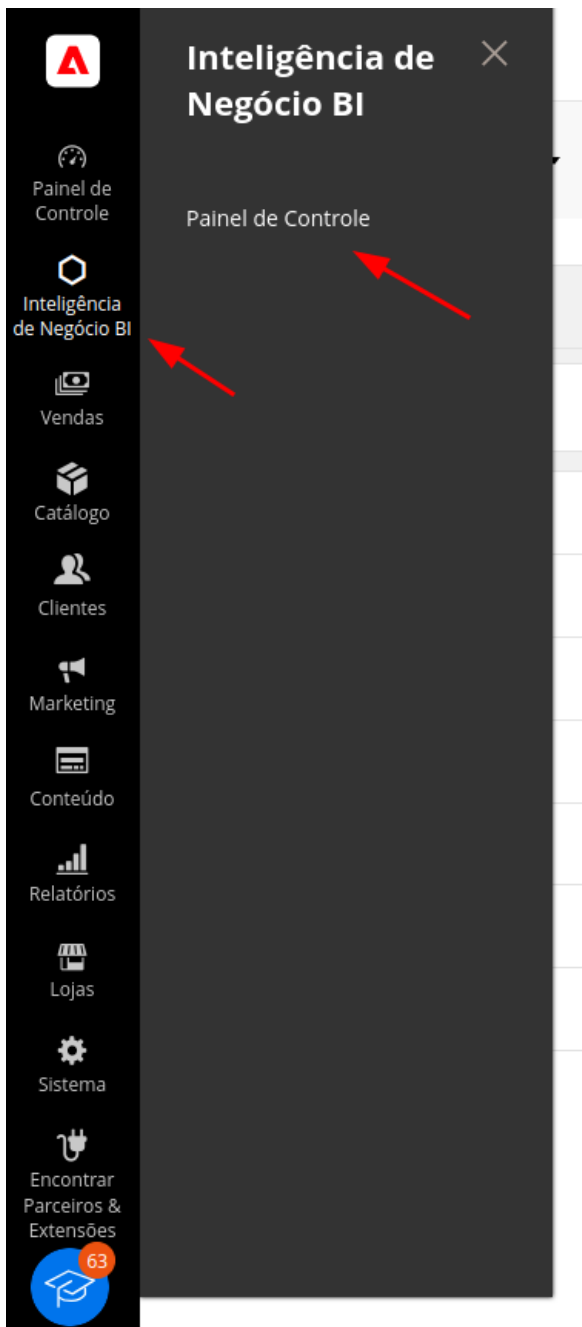 Painel de
Controle
Inteligência
de Negócio BI
Vendas
Catálogo
Clientes
Marketing
Conteúdo
Relatórios
Lojas
Sistema
Encontrar
Parceiros &
Extensões
63
Inteligência de
Negócio BI
Painel de Controle